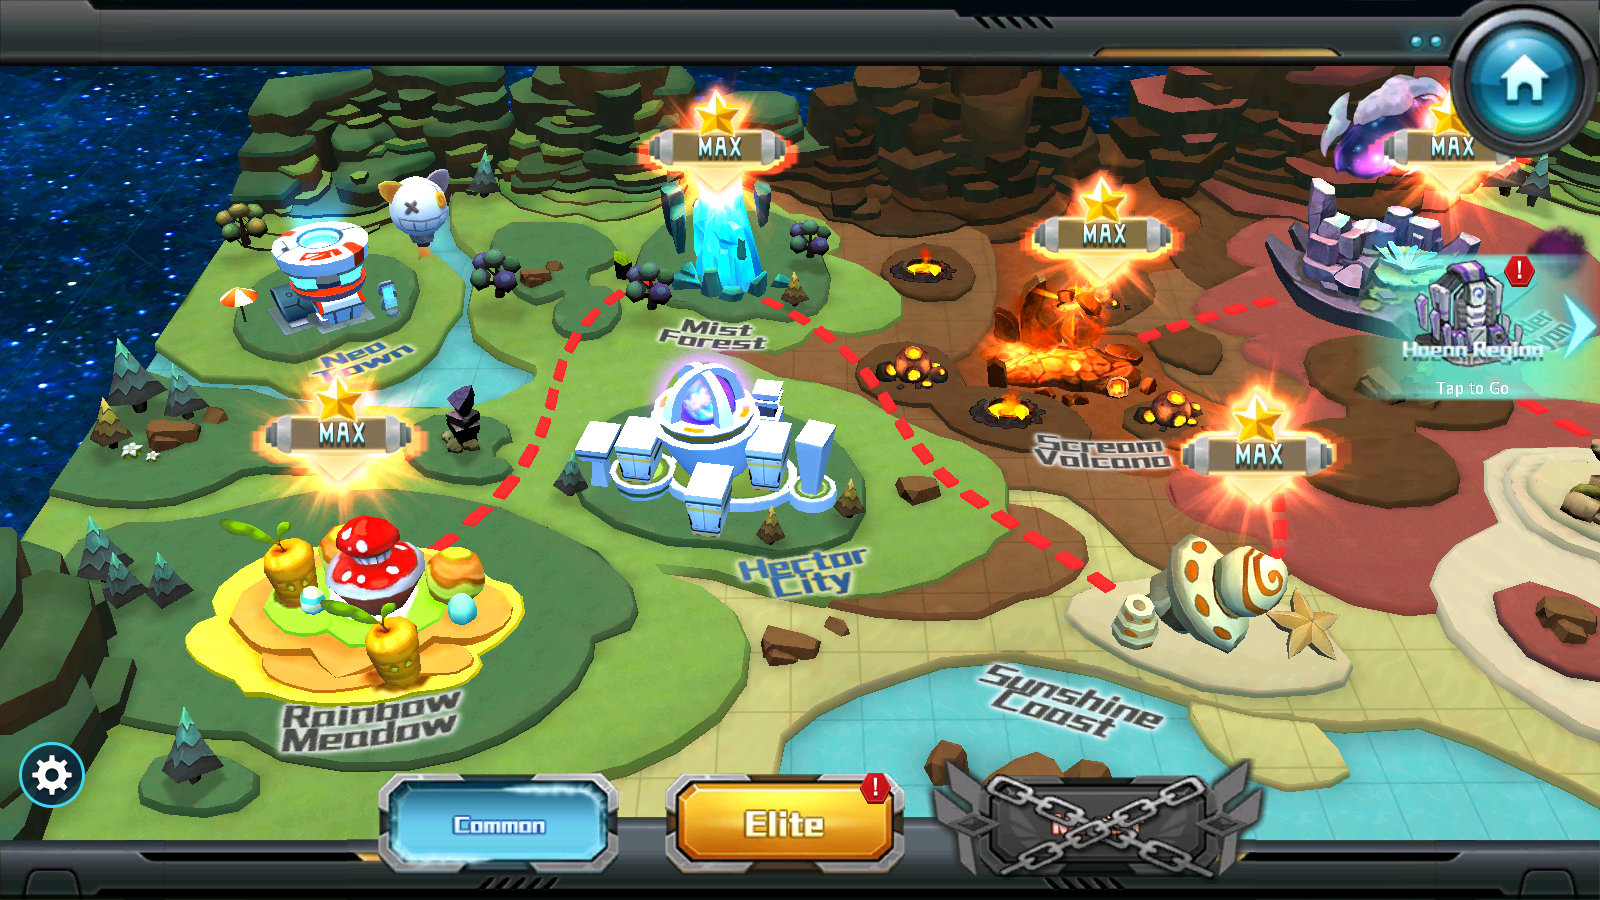 MAX
MAX
MAX
MAX
MAX
Neo
Town
Mist
Forest
Hoenn Region
Tap to Go
Scream
Volcano
Hector
City
Rainbow
Meadow
Sunshine
Coast
Common
Elite
!
!